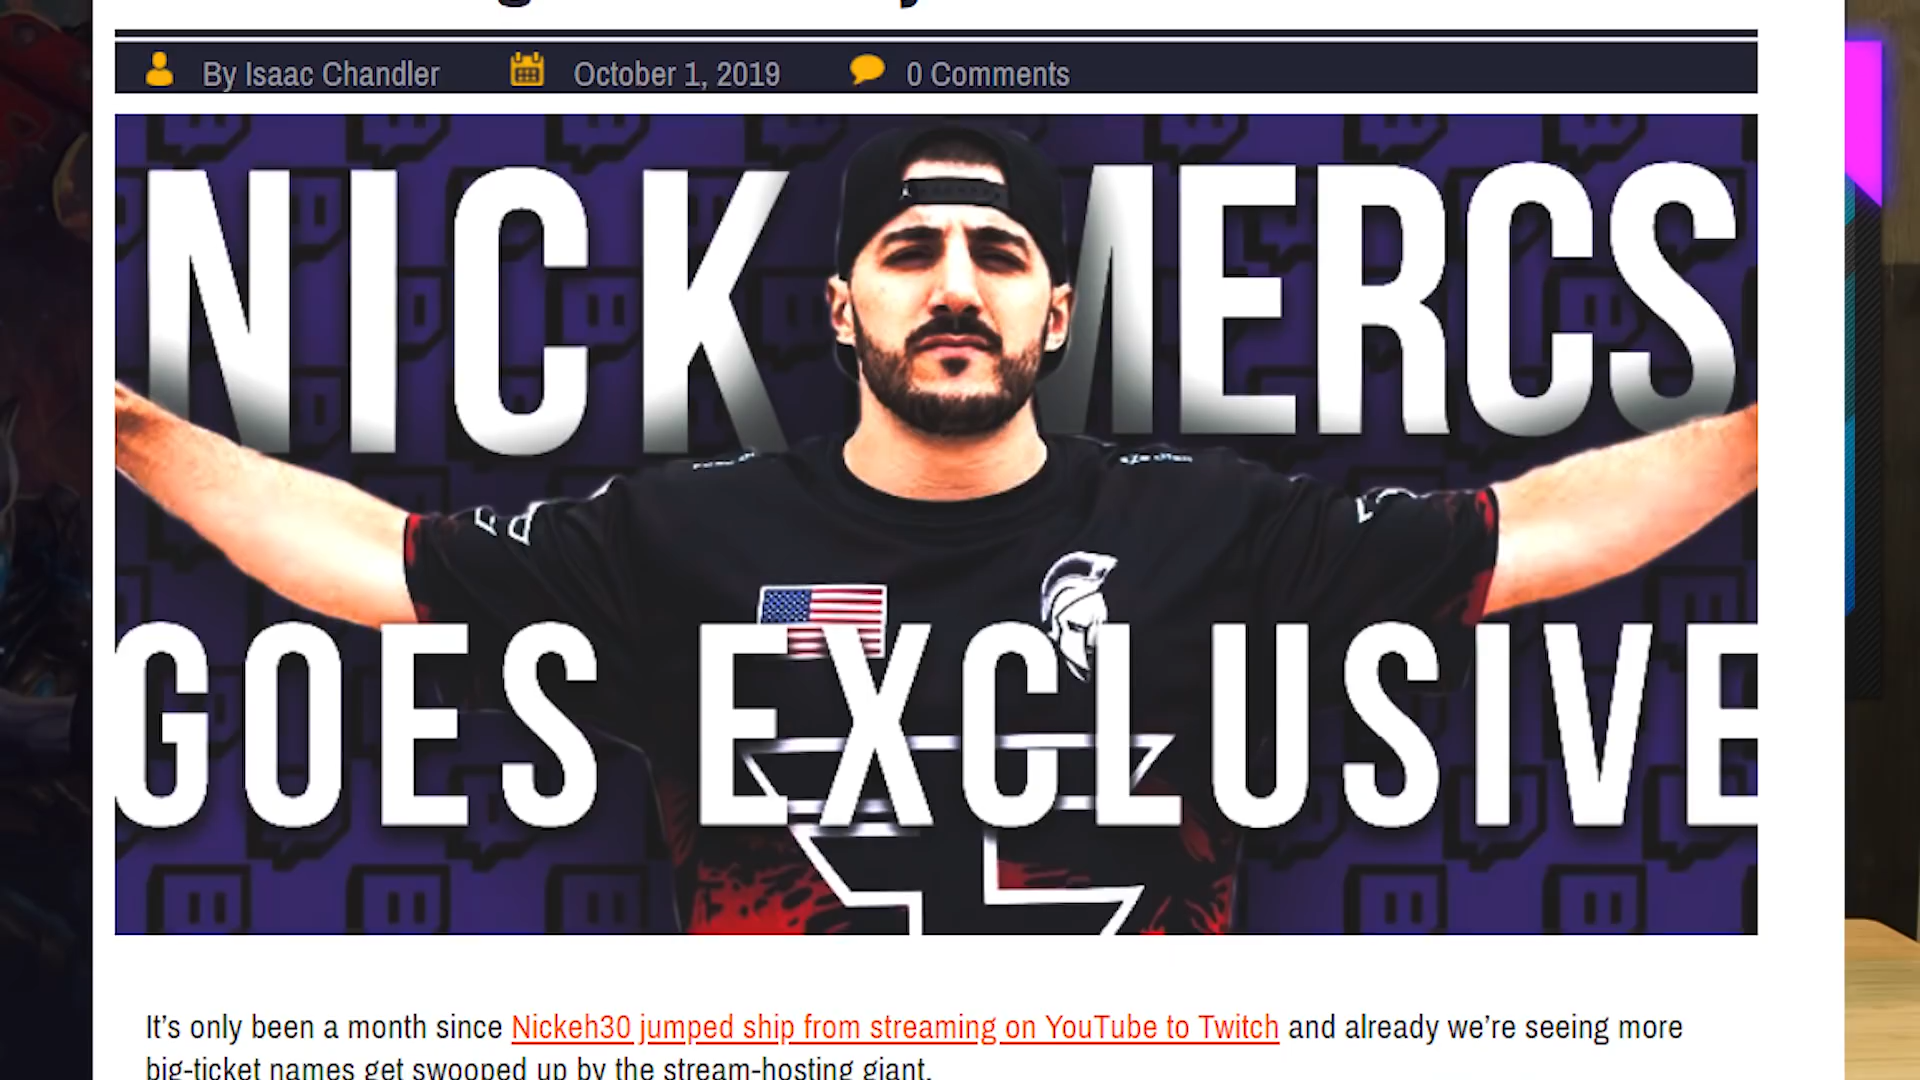 By Isaac Chandler
October 1, 2019
0 Comments
NICK MERCS
GOES EXCLUSIVE
It’s only been a month since Nickeh30 jumped ship from streaming on YouTube to Twitch and already we’re seeing more
big-ticket names get swooped up by the stream-hosting giant.